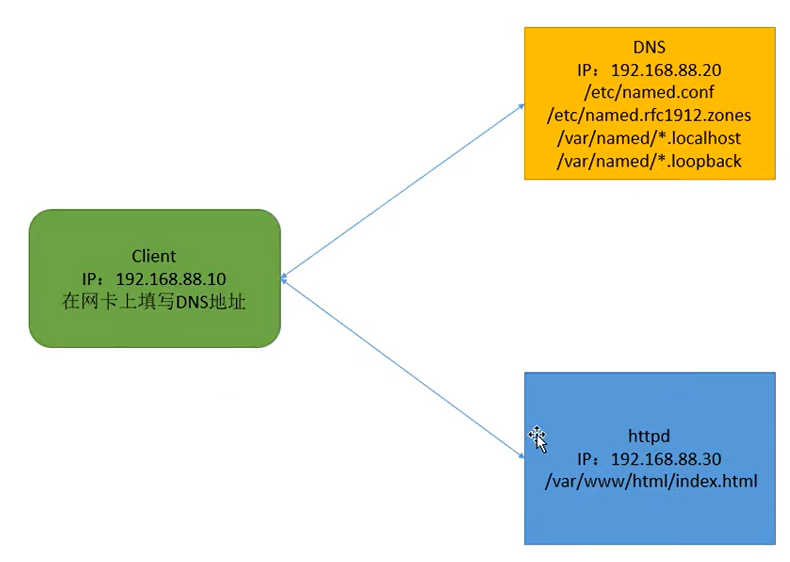 DNS
IP：192.168.88.20
/etc/named.conf
/etc/named.rfc1912.zones
/var/named/*.localhost
/var/named/*.loopback
Client
IP：192.168.88.10
在网卡上填写DNS地址
httpd
IP：192.168.88.30
/var/www/html/index.html